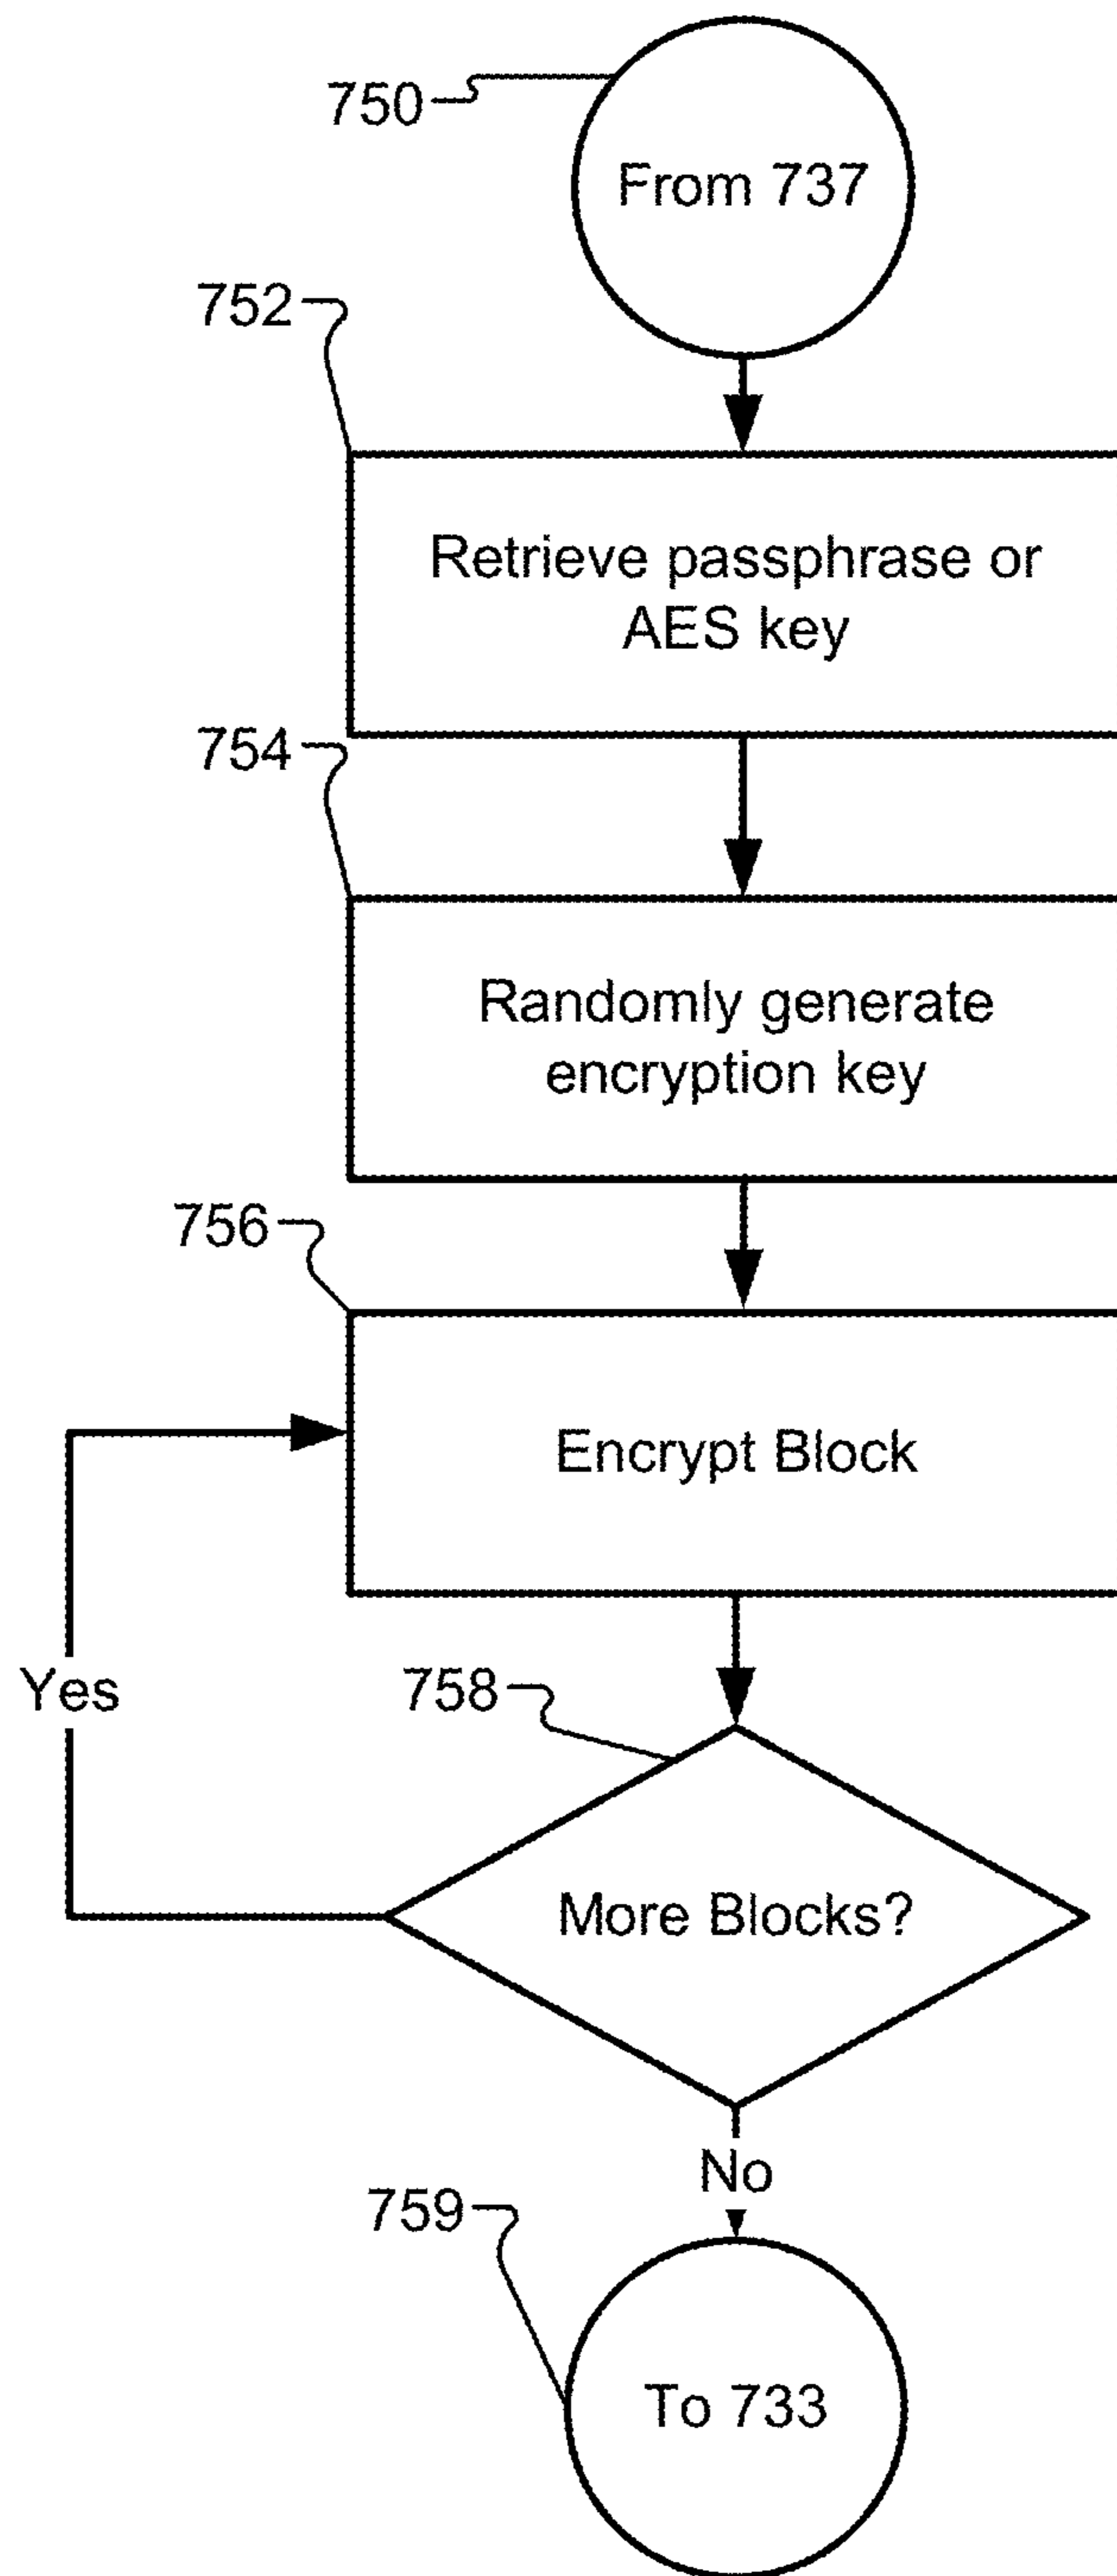 750
From 737
752
Retrieve passphrase or
AES key
754
Randomly generate
encryption key
756
Encrypt Block
Yes
758
More Blocks?
No
759
To 733